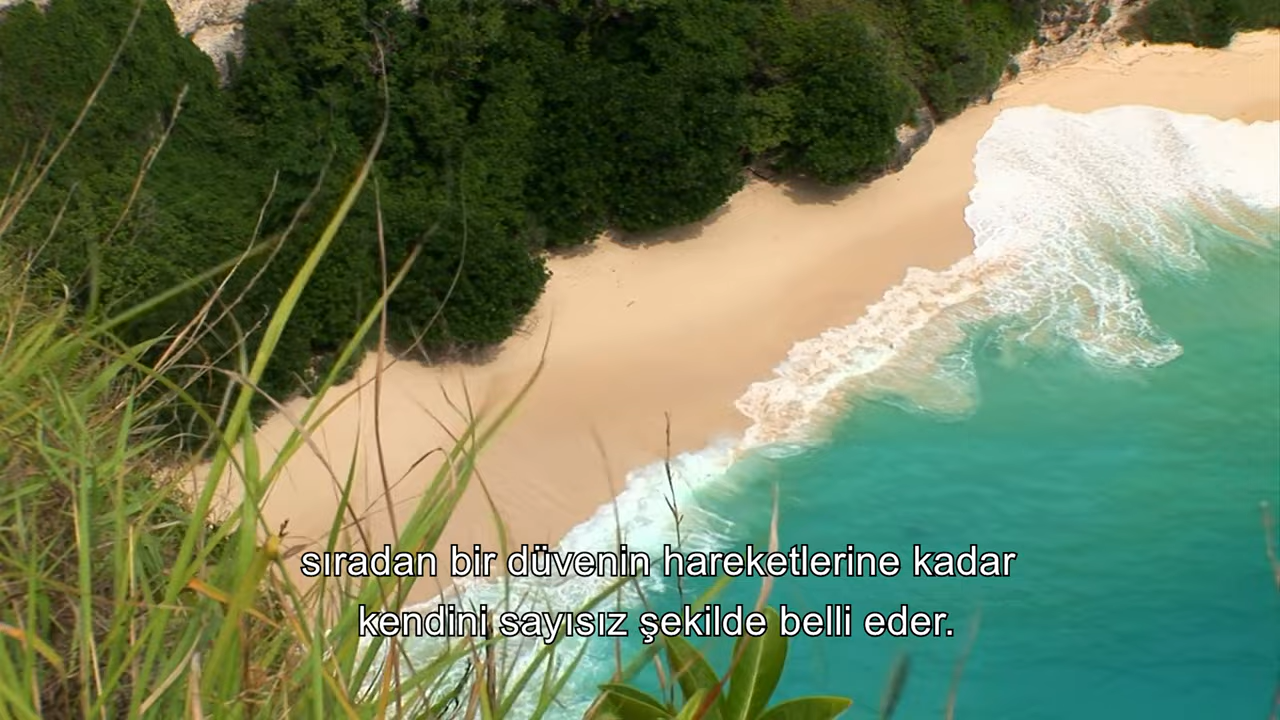 sıradan bir düvenin hareketlerine kadar
kendini sayısız şekilde belli eder.